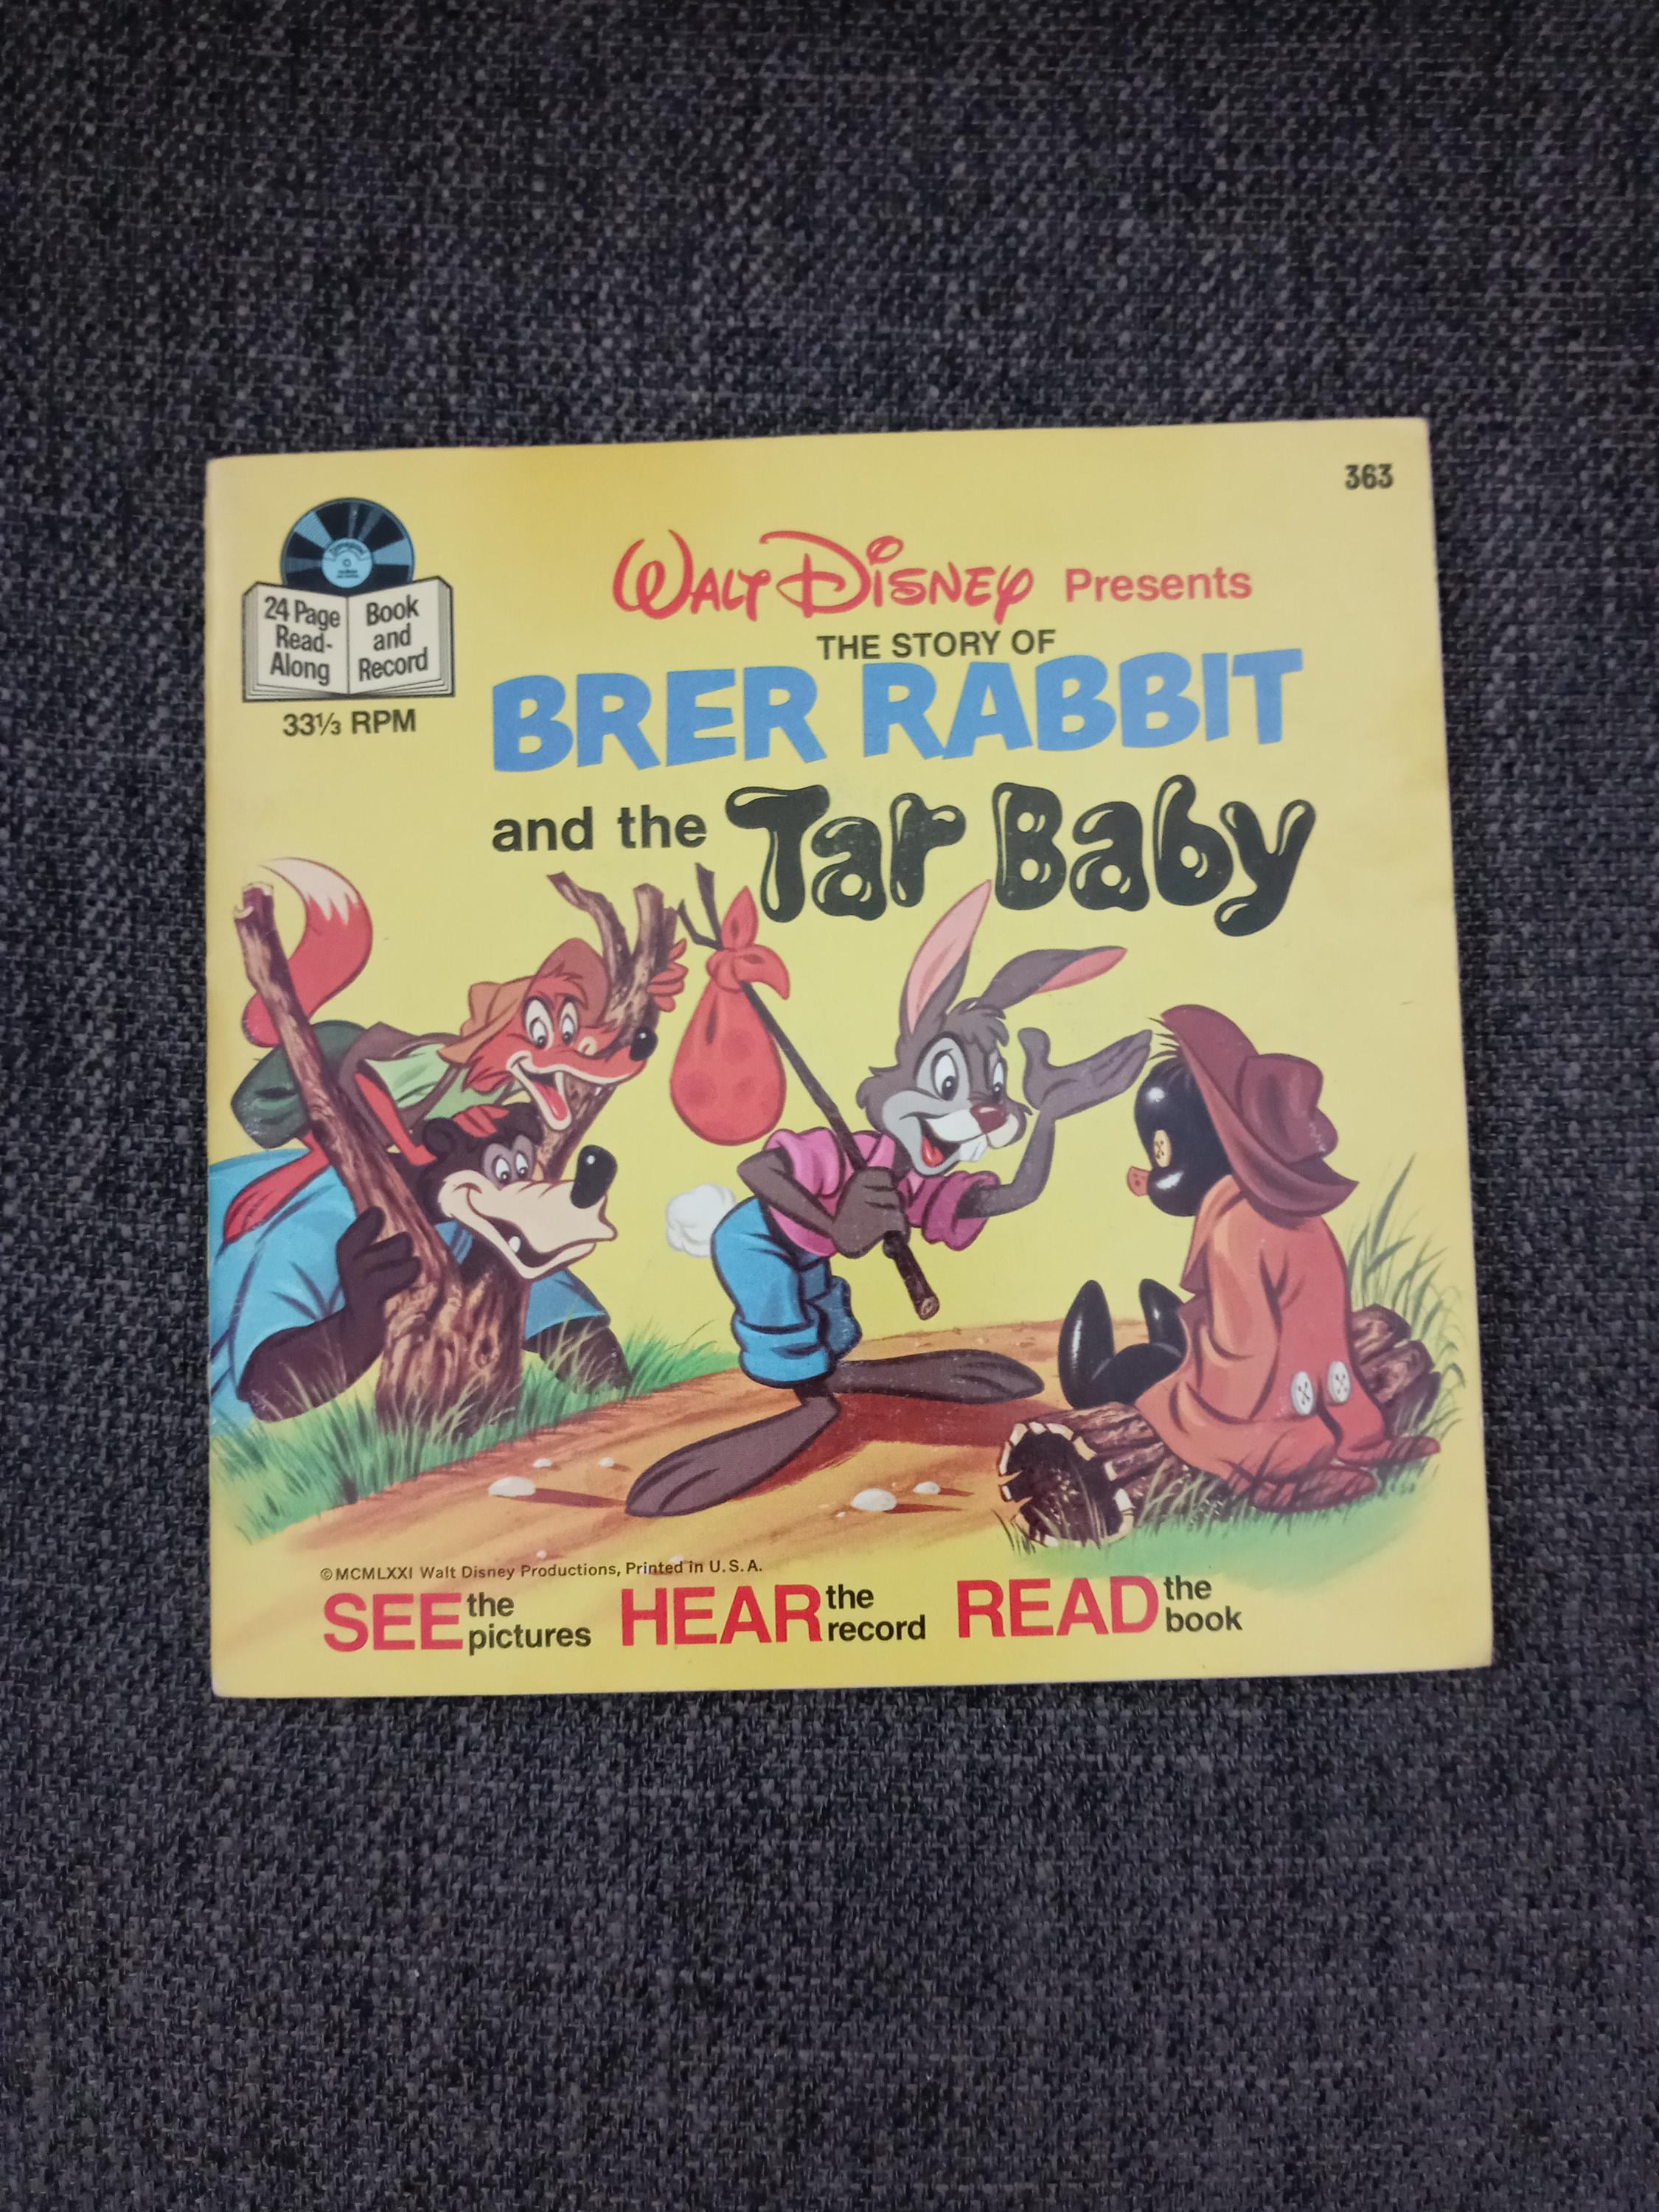 363
24 Page
Read-
Along
Book
and
Record
33⅓ RPM
WALT DISNEY Presents
THE STORY OF
BRER RABBIT
and the Tar Baby
©MCMLXXI Walt Disney Productions, Printed in U.S.A.
SEE the pictures HEAR the record READ the book